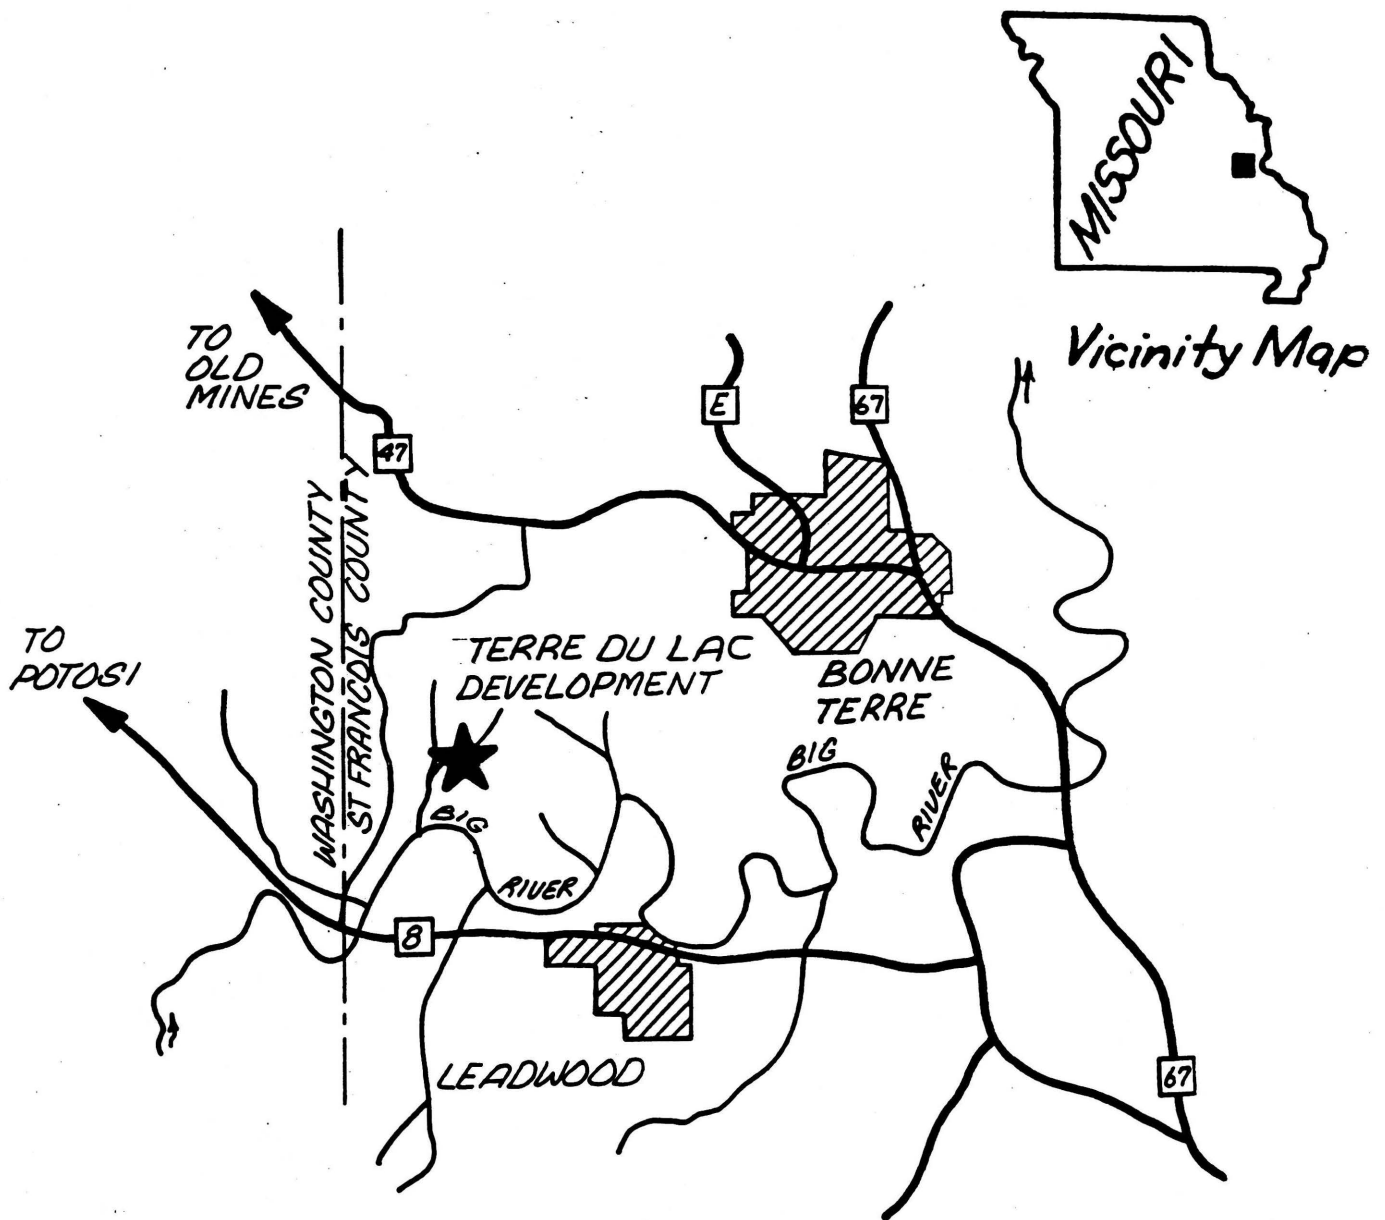 MISSOURI
Vicinity Map
TO
OLD
MINES
47
E
67
WASHINGTON COUNTY
ST FRANCOIS COUNTY
TO
POTOSI
TERRE DU LAC
DEVELOPMENT
BONNE
TERRE
BIG
RIVER
BIG
RIVER
8
LEADWOOD
67